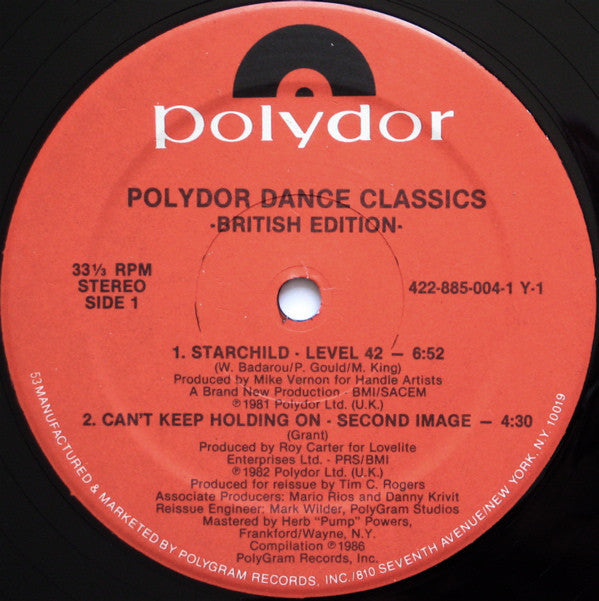 polydor
POLYDOR DANCE CLASSICS
-BRITISH EDITION-
33⅓ RPM
STEREO
SIDE 1
422-885-004-1 Y-1
1. STARCHILD - LEVEL 42 — 6:52
(W. Badarou/P. Gould/M. King)
Produced by Mike Vernon for Handle Artists
A Brand New Production - BMI/SACEM
℗1981 Polydor Ltd. (U.K.)
2. CAN'T KEEP HOLDING ON - SECOND IMAGE — 4:30
(Grant)
Produced by Roy Carter for Lovelite
Enterprises Ltd. - PRS/BMI
℗1982 Polydor Ltd. (U.K.)
Produced for reissue by Tim C. Rogers
Associate Producers: Mario Rios and Danny Krivit
Reissue Engineer: Mark Wilder, PolyGram Studios
Mastered by Herb "Pump" Powers,
Frankford/Wayne, N.Y.
Compilation ℗1986
PolyGram Records, Inc.
53 MANUFACTURED & MARKETED BY POLYGRAM RECORDS, INC./810 SEVENTH AVENUE/NEW YORK, N.Y. 10019